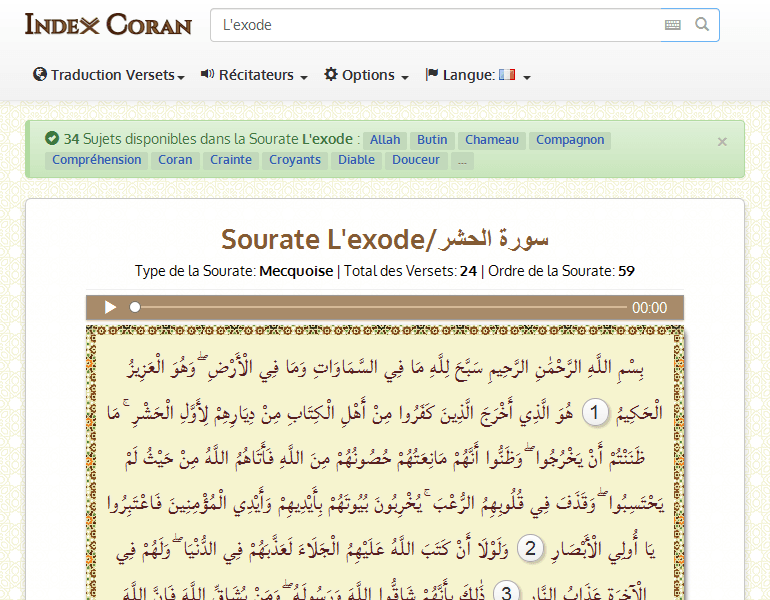 INDEX CORAN
L'exode
Traduction Versets Récitateurs Options Langue:
34 Sujets disponibles dans la Sourate L'exode : Allah Butin Chameau Compagnon
Compréhension Coran Crainte Croyants Diable Douceur ...
×
Sourate L'exode/سورة الحشر
Type de la Sourate: Mecquoise | Total des Versets: 24 | Ordre de la Sourate: 59
00:00
بِسْمِ اللَّهِ الرَّحْمَٰنِ الرَّحِيمِ سَبَّحَ لِلَّهِ مَا فِي السَّمَاوَاتِ وَمَا فِي الْأَرْضِ ۖ وَهُوَ الْعَزِيزُ
الْحَكِيمُ 1 هُوَ الَّذِي أَخْرَجَ الَّذِينَ كَفَرُوا مِنْ أَهْلِ الْكِتَابِ مِنْ دِيَارِهِمْ لِأَوَّلِ الْحَشْرِ ۚ مَا
ظَنَنْتُمْ أَنْ يَخْرُجُوا ۖ وَظَنُّوا أَنَّهُمْ مَانِعَتُهُمْ حُصُونُهُمْ مِنَ اللَّهِ فَأَتَاهُمُ اللَّهُ مِنْ حَيْثُ لَمْ
يَحْتَسِبُوا ۖ وَقَذَفَ فِي قُلُوبِهِمُ الرُّعْبَ ۚ يُخْرِبُونَ بُيُوتَهُمْ بِأَيْدِيهِمْ وَأَيْدِي الْمُؤْمِنِينَ فَاعْتَبِرُوا
يَا أُولِي الْأَبْصَارِ 2 وَلَوْلَا أَنْ كَتَبَ اللَّهُ عَلَيْهِمُ الْجَلَاءَ لَعَذَّبَهُمْ فِي الدُّنْيَا ۖ وَلَهُمْ فِي
الْآخِرَةِ عَذَابُ النَّارِ 3 ذَٰلِكَ بِأَنَّهُمْ شَاقُّوا اللَّهَ وَرَسُولَهُ ۖ وَمَنْ يُشَاقِّ اللَّهَ فَإِنَّ اللَّهَ